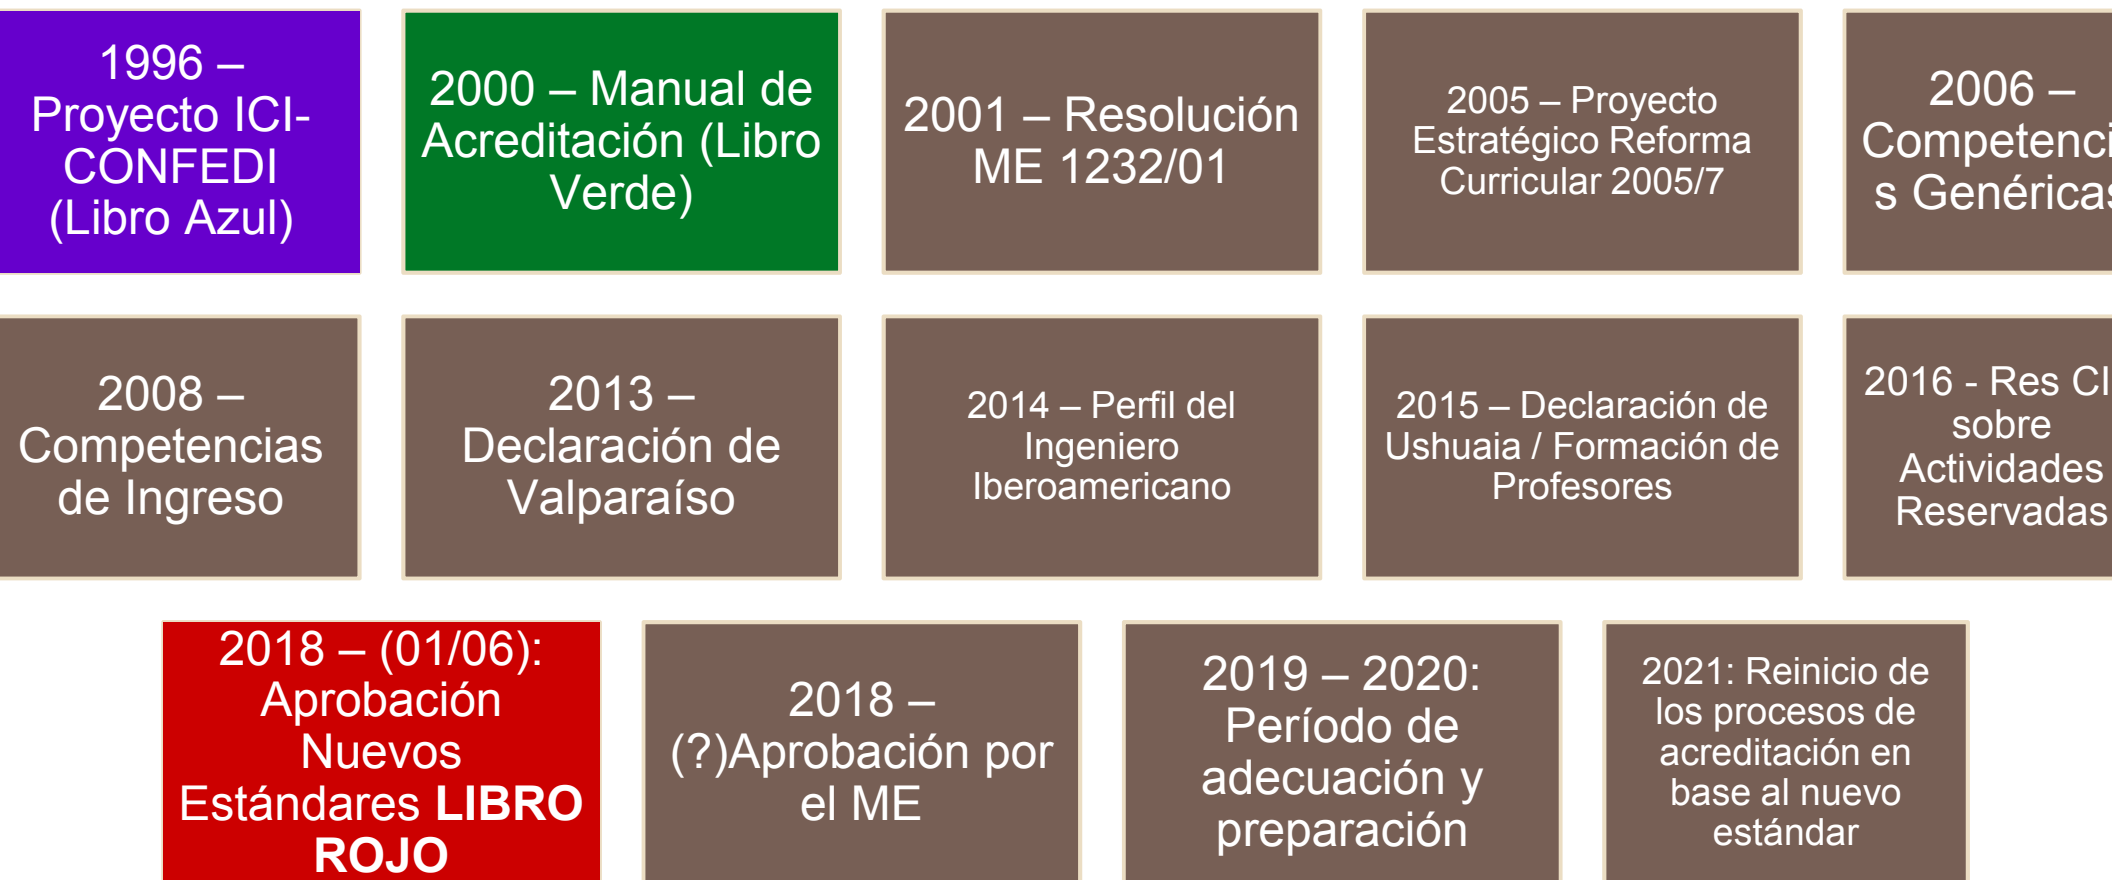 1996 –
Proyecto ICI-
CONFEDI
(Libro Azul)
2000 – Manual de
Acreditación (Libro
Verde)
2001 – Resolución
ME 1232/01
2005 – Proyecto
Estratégico Reforma
Curricular 2005/7
2006 –
Competenci
s Genéricas
2008 –
Competencias
de Ingreso
2013 –
Declaración de
Valparaíso
2014 – Perfil del
Ingeniero
Iberoamericano
2015 – Declaración de
Ushuaia / Formación de
Profesores
2016 - Res CI
sobre
Actividades
Reservadas
2018 – (01/06):
Aprobación
Nuevos
Estándares LIBRO
ROJO
2018 –
(?)Aprobación por
el ME
2019 – 2020:
Período de
adecuación y
preparación
2021: Reinicio de
los procesos de
acreditación en
base al nuevo
estándar